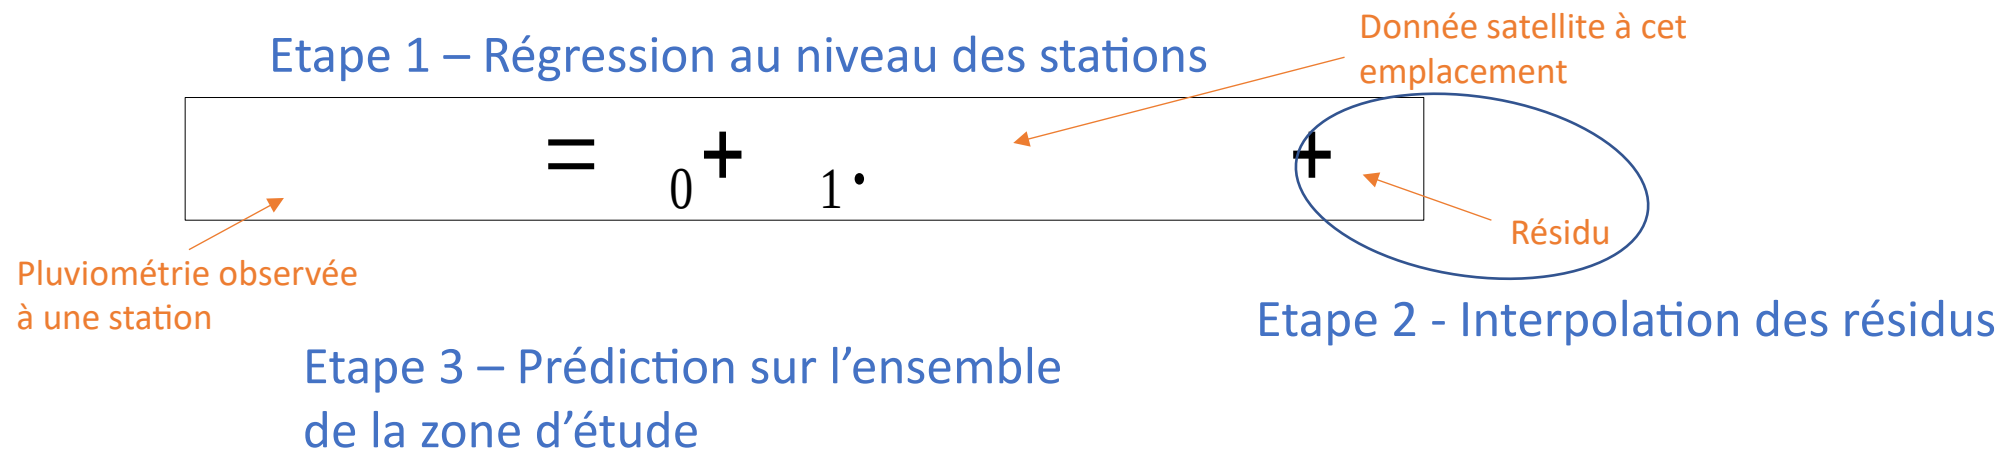 Donnée satellite à cet
emplacement
Etape 1 – Régression au niveau des stations
= 0+ 1. +
Résidu
Pluviométrie observée
à une station
Etape 2 - Interpolation des résidus
Etape 3 – Prédiction sur l’ensemble
de la zone d’étude